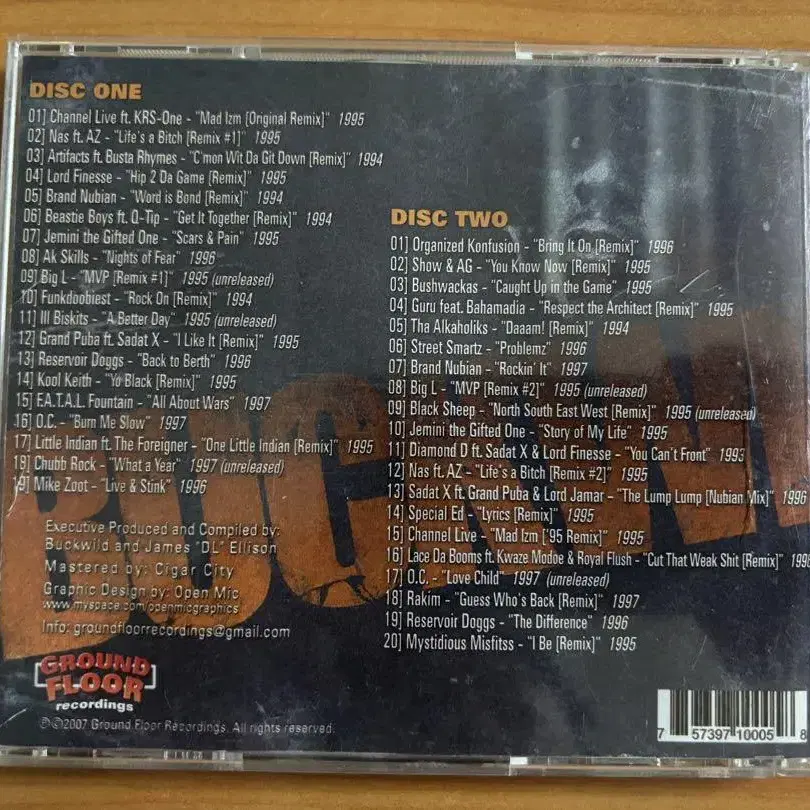 DISC ONE
01] Channel Live ft. KRS-One - "Mad Izm [Original Remix]" 1995
02] Nas ft. AZ - "Life's a Bitch [Remix #1]" 1995
03] Artifacts ft. Busta Rhymes - "C'mon Wit Da Git Down [Remix]" 1994
04] Lord Finesse - "Hip 2 Da Game [Remix]" 1995
05] Brand Nubian - "Word is Bond [Remix]" 1994
06] Beastie Boys ft. Q-Tip - "Get It Together [Remix]" 1994
07] Jemini the Gifted One - "Scars & Pain" 1995
08] Ak Skills - "Nights of Fear" 1996
09] Big L - "MVP [Remix #1]" 1995 (unreleased)
10] Funkdoobiest - "Rock On [Remix]" 1994
11] Ill Biskits - "A Better Day" 1995 (unreleased)
12] Grand Puba ft. Sadat X - "I Like It [Remix]" 1995
13] Reservoir Doggs - "Back to Berth" 1996
14] Kool Keith - "Yo Black [Remix]" 1995
15] F.A.T.A.L. Fountain - "All About Wars" 1997
16] O.C. - "Burn Me Slow" 1997
17] Little Indian ft. The Foreigner - "One Little Indian [Remix]" 1995
18] Chubb Rock - "What a Year" 1997 (unreleased)
19] Mike Zoot - "Live & Stink" 1996
Executive Produced and Compiled by:
Buckwild and James "DL" Ellison
Mastered by: Cigar City
Graphic Design by: Open Mic
www.myspace.com/openmicgraphics
Info: groundfloorrecordings@gmail.com
GROUND
FLOOR
recordings
℗©2007 Ground Floor Recordings. All rights reserved.
DISC TWO
01] Organized Konfusion - "Bring It On [Remix]" 1996
02] Show & AG - "You Know Now [Remix]" 1995
03] Bushwackas - "Caught Up in the Game" 1995
04] Guru feat. Bahamadia - "Respect the Architect [Remix]" 1995
05] Tha Alkaholiks - "Daaam! [Remix]" 1994
06] Street Smartz - "Problemz" 1996
07] Brand Nubian - "Rockin' It" 1997
08] Big L - "MVP [Remix #2]" 1995 (unreleased)
09] Black Sheep - "North South East West [Remix]" 1995 (unreleased)
10] Jemini the Gifted One - "Story of My Life" 1995
11] Diamond D ft. Sadat X & Lord Finesse - "You Can't Front" 1993
12] Nas ft. AZ - "Life's a Bitch [Remix #2]" 1995
13] Sadat X ft. Grand Puba & Lord Jamar - "The Lump Lump [Nubian Mix]" 1996
14] Special Ed - "Lyrics [Remix]" 1995
15] Channel Live - "Mad Izm ['95 Remix]" 1995
16] Lace Da Booms ft. Kwaze Modoe & Royal Flush - "Cut That Weak Shit [Remix]" 1996
17] O.C. - "Love Child" 1997 (unreleased)
18] Rakim - "Guess Who's Back [Remix]" 1997
19] Reservoir Doggs - "The Difference" 1996
20] Mystidious Misfitss - "I Be [Remix]" 1995
7 57397 10005 8